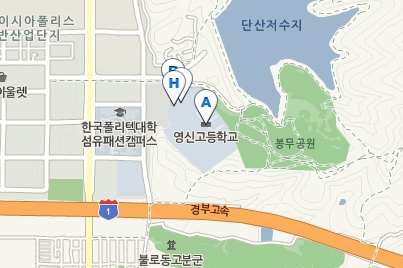 이시아폴리스
반산업단지
단산저수지
아울렛
B
H
A
한국폴리텍대학
섬유패션캠퍼스
영신고등학교
봉무공원
1
경부고속
불로동고분군